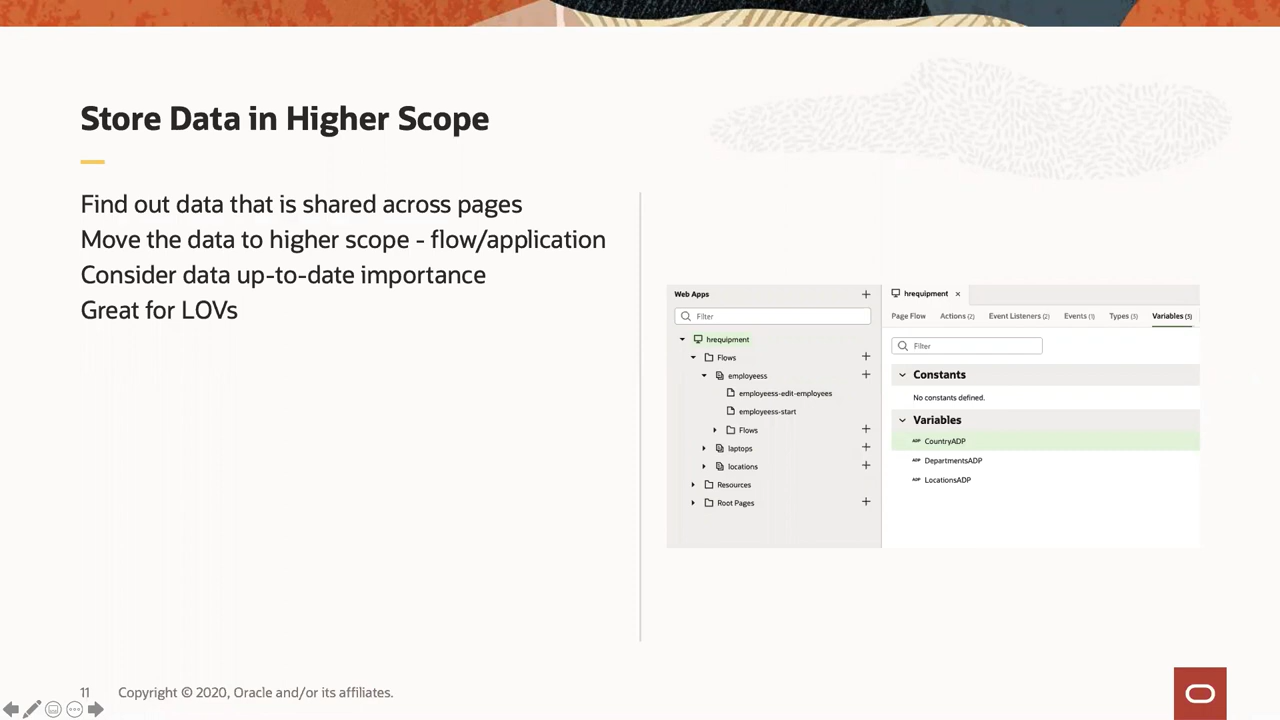 Store Data in Higher Scope
Find out data that is shared across pages
Move the data to higher scope - flow/application
Consider data up-to-date importance
Great for LOVs
Web Apps
Filter
hrequipment
Flows
employeess
employeess-edit-employees
employeess-start
Flows
laptops
locations
Resources
Root Pages
hrequipment
Page Flow Actions (2) Event Listeners (2) Events (1) Types (3) Variables (3)
Filter
Constants
No constants defined.
Variables
ADP CountryADP
ADP DepartmentsADP
ADP LocationsADP
11 Copyright © 2020, Oracle and/or its affiliates.